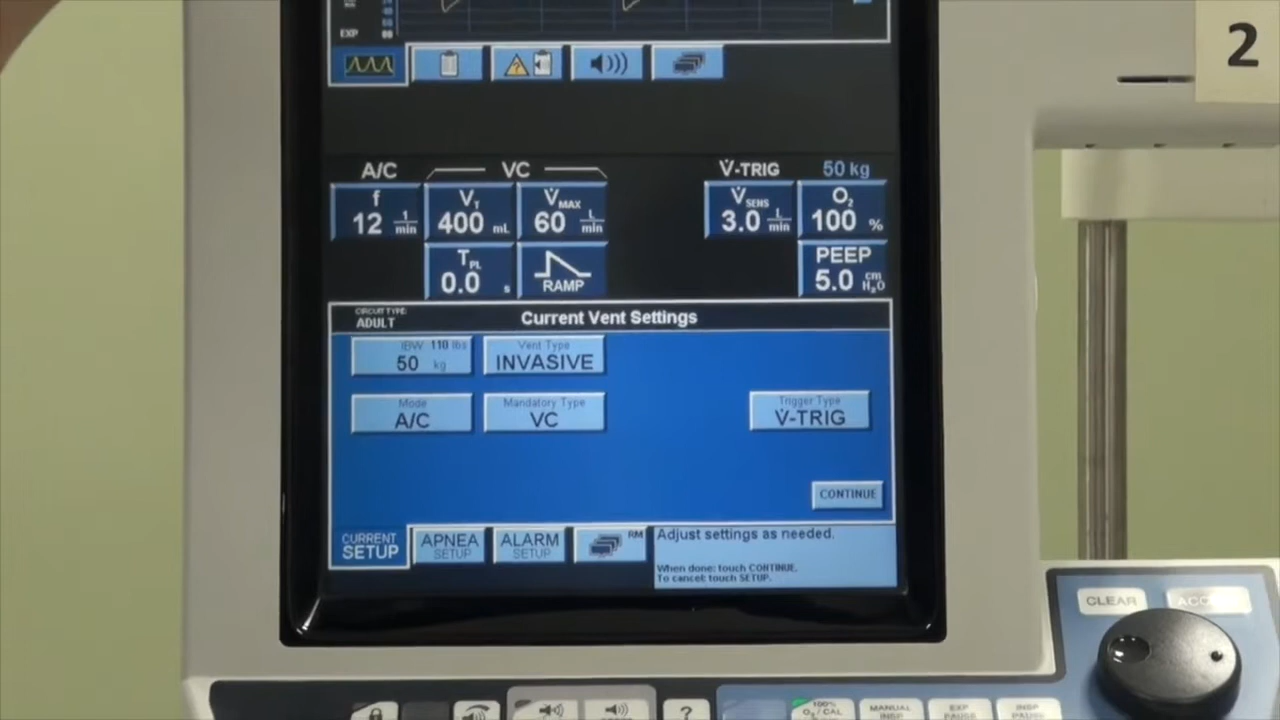 2
EXP
A/C VC V̇-TRIG 50 kg
f
12 1/min
VT
400 mL
V̇MAX
60 L/min
V̇SENS
3.0 L/min
O2
100 %
TPL
0.0 s
RAMP
PEEP
5.0 cm H2O
CIRCUIT TYPE:
ADULT
Current Vent Settings
IBW 110 lbs
50 kg
Vent Type
INVASIVE
Mode
A/C
Mandatory Type
VC
Trigger Type
V̇-TRIG
CONTINUE
CURRENT
SETUP
APNEA
SETUP
ALARM
SETUP
RM
Adjust settings as needed.
When done: touch CONTINUE.
To cancel: touch SETUP.
CLEAR
?
100%
O2/CAL
MANUAL
INSP
EXP
PAUSE
INSP
PAUSE